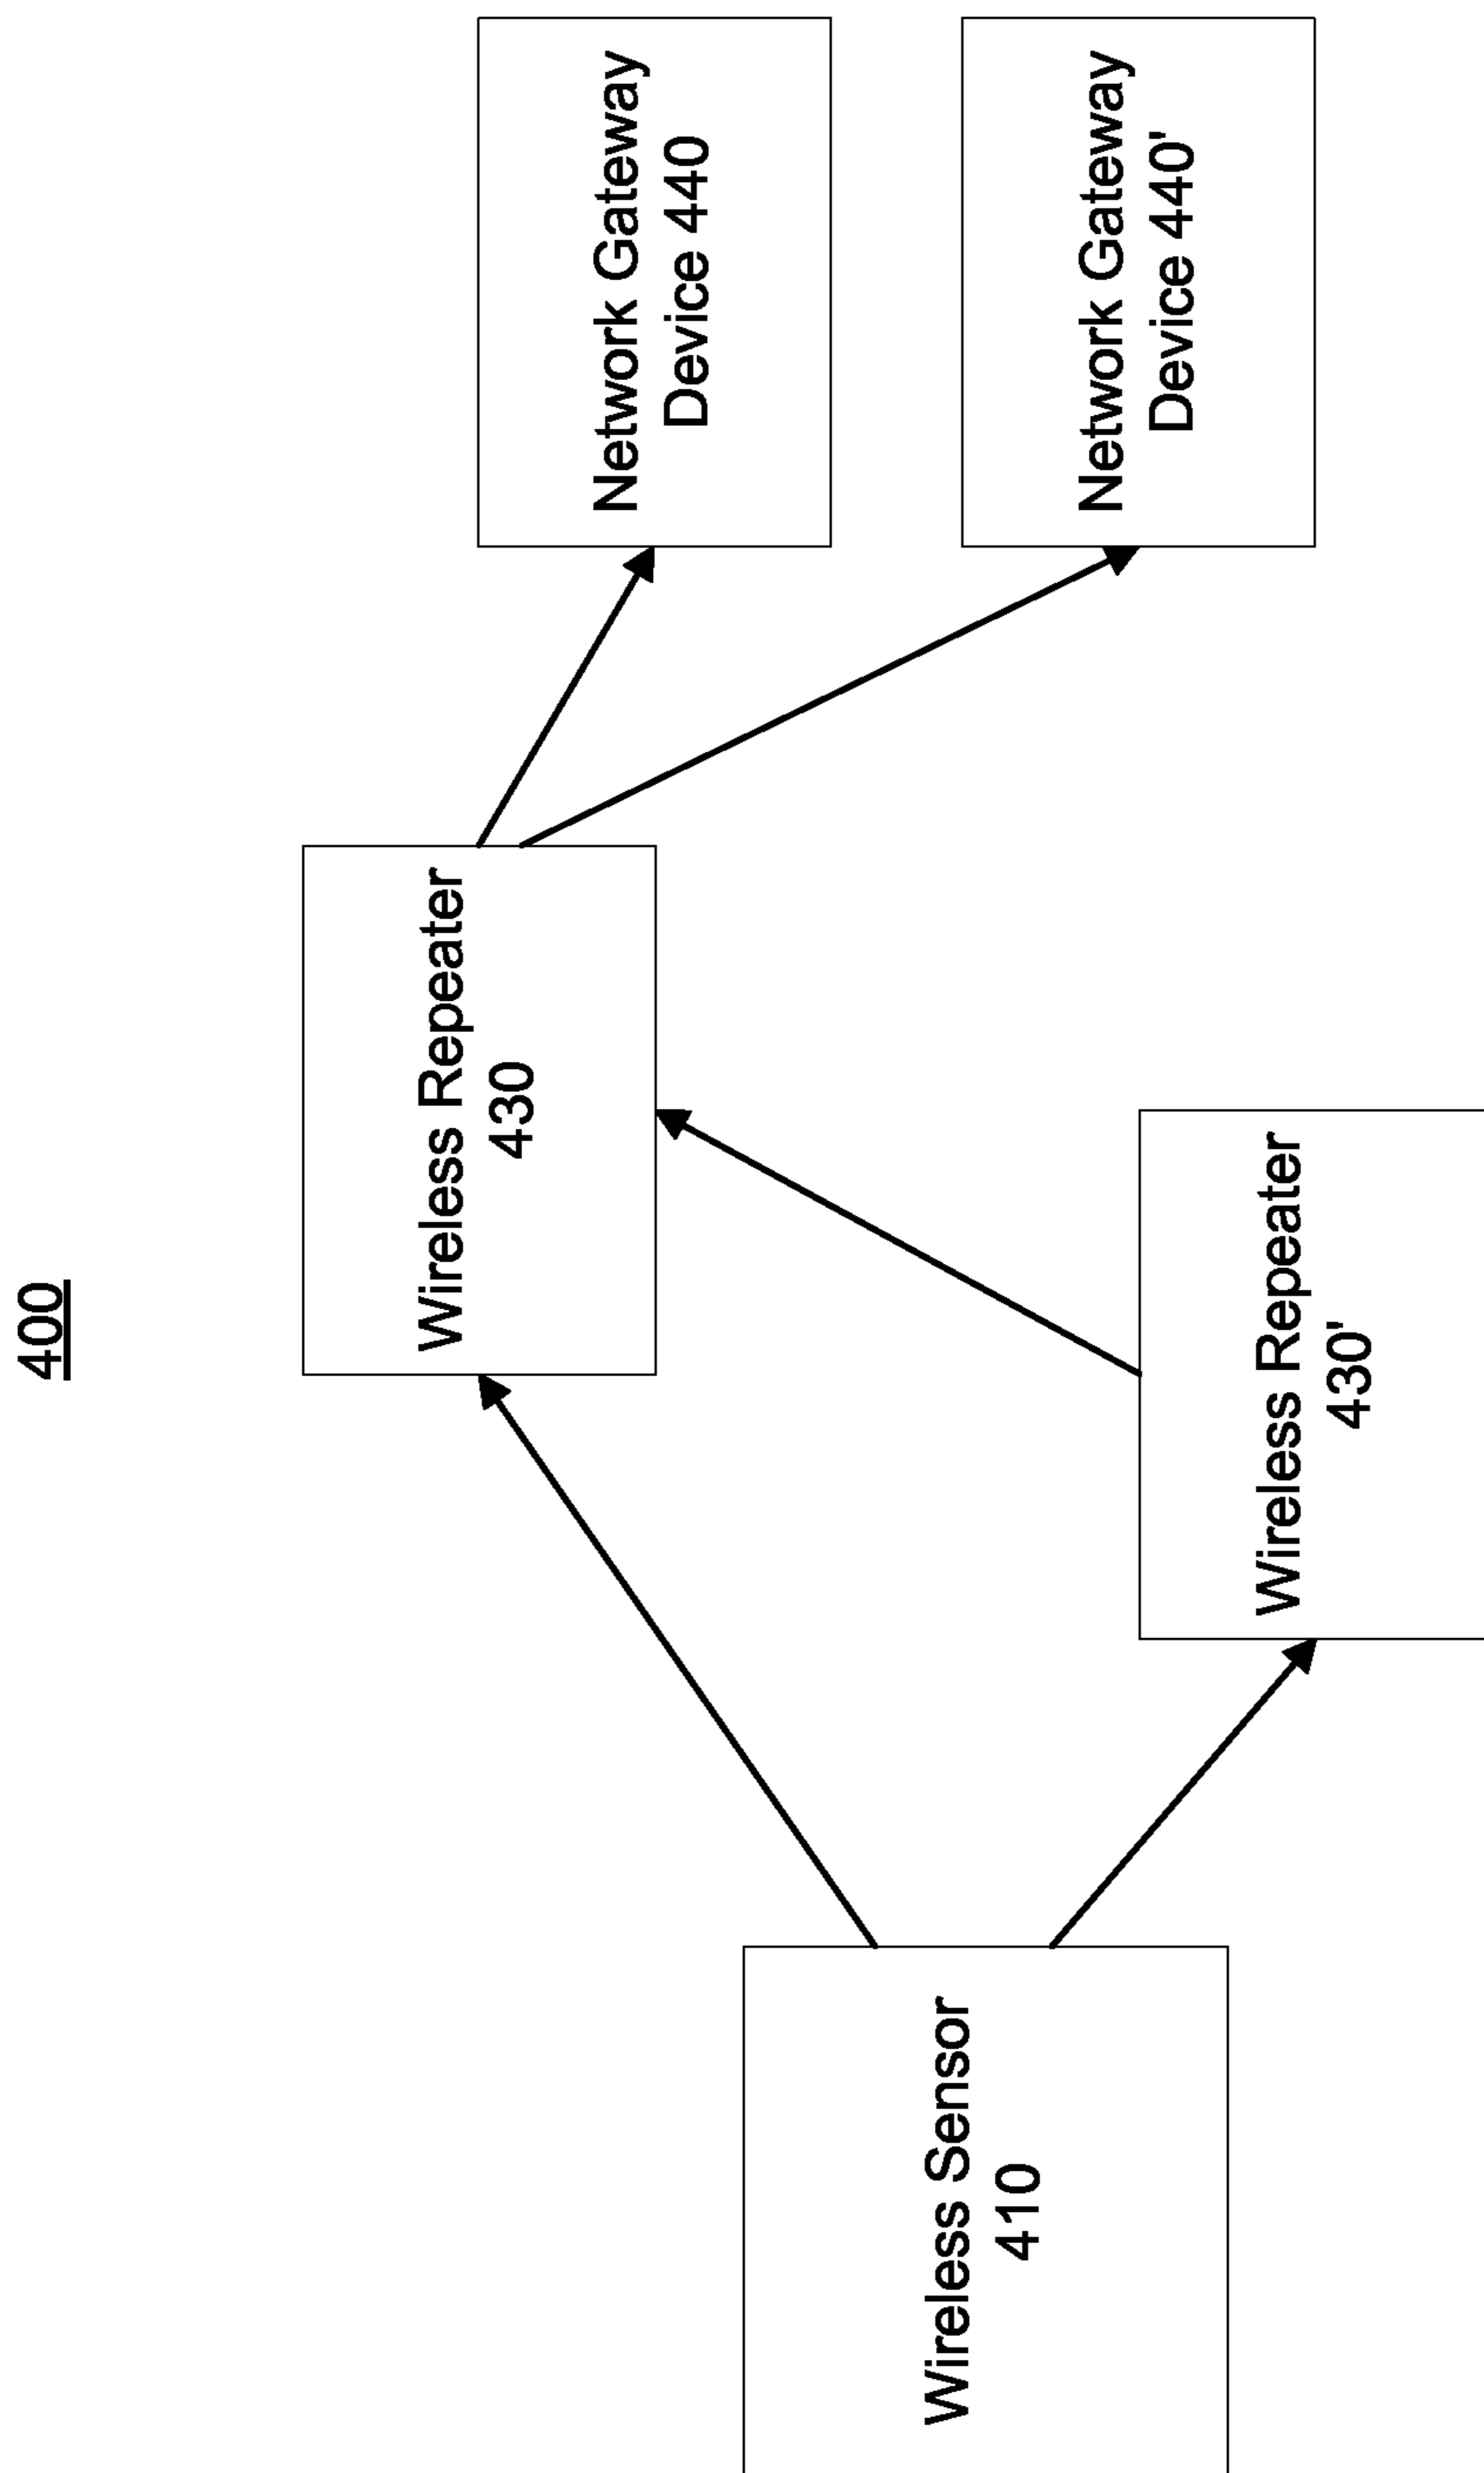 400
Wireless Sensor
410
Wireless Repeater
430
Wireless Repeater
430'
Network Gateway
Device 440
Network Gateway
Device 440'